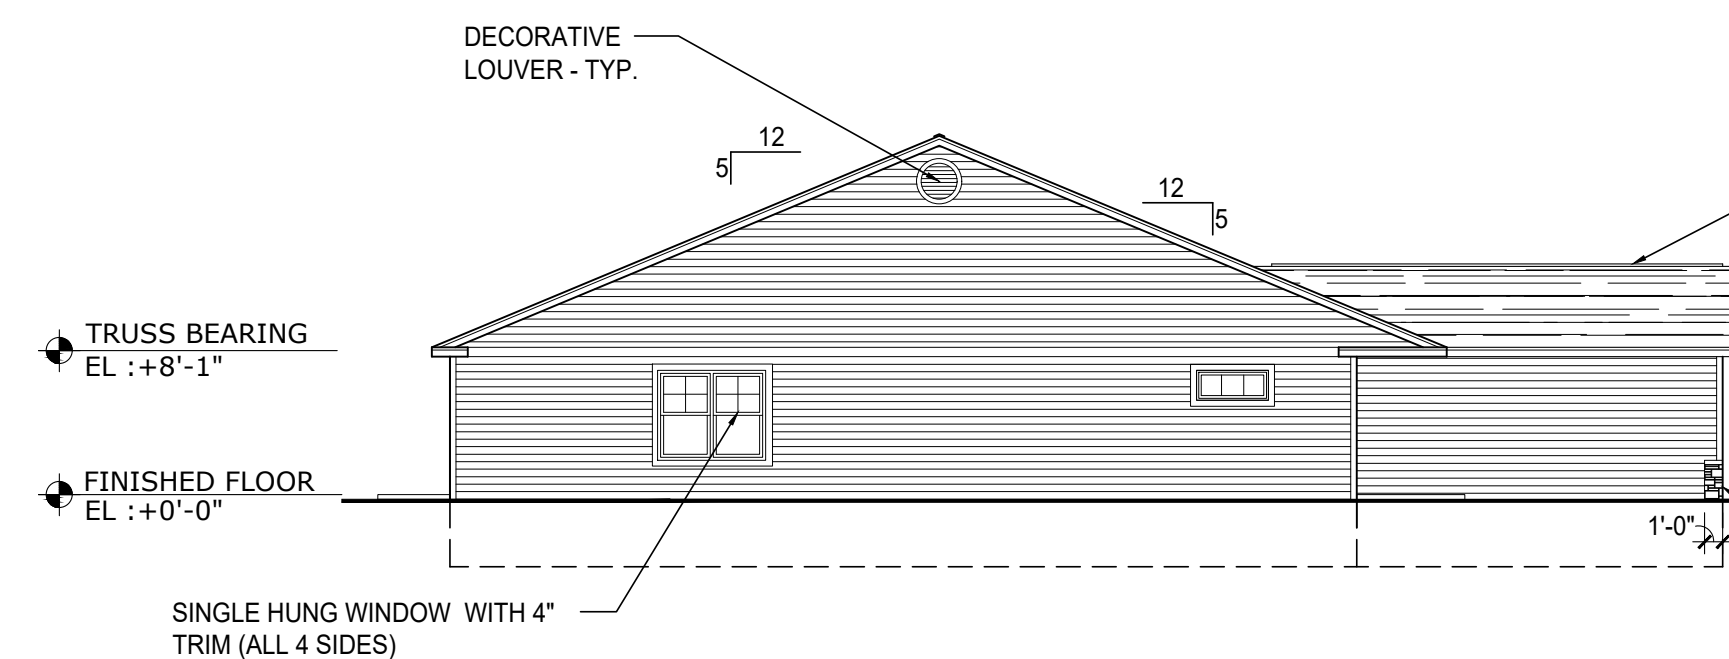 DECORATIVE
LOUVER - TYP.
12
5
12
5
TRUSS BEARING
EL :+8'-1"
FINISHED FLOOR
EL :+0'-0"
1'-0"
SINGLE HUNG WINDOW  WITH 4"
TRIM (ALL 4 SIDES)